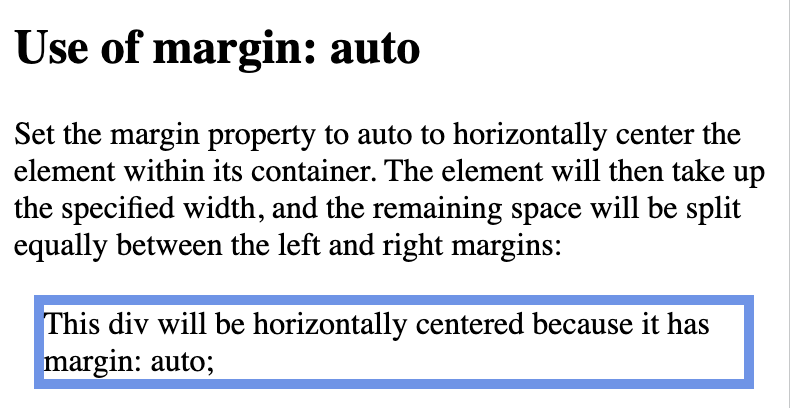 Use of margin: auto
Set the margin property to auto to horizontally center the
element within its container. The element will then take up
the specified width, and the remaining space will be split
equally between the left and right margins:
This div will be horizontally centered because it has
margin: auto;